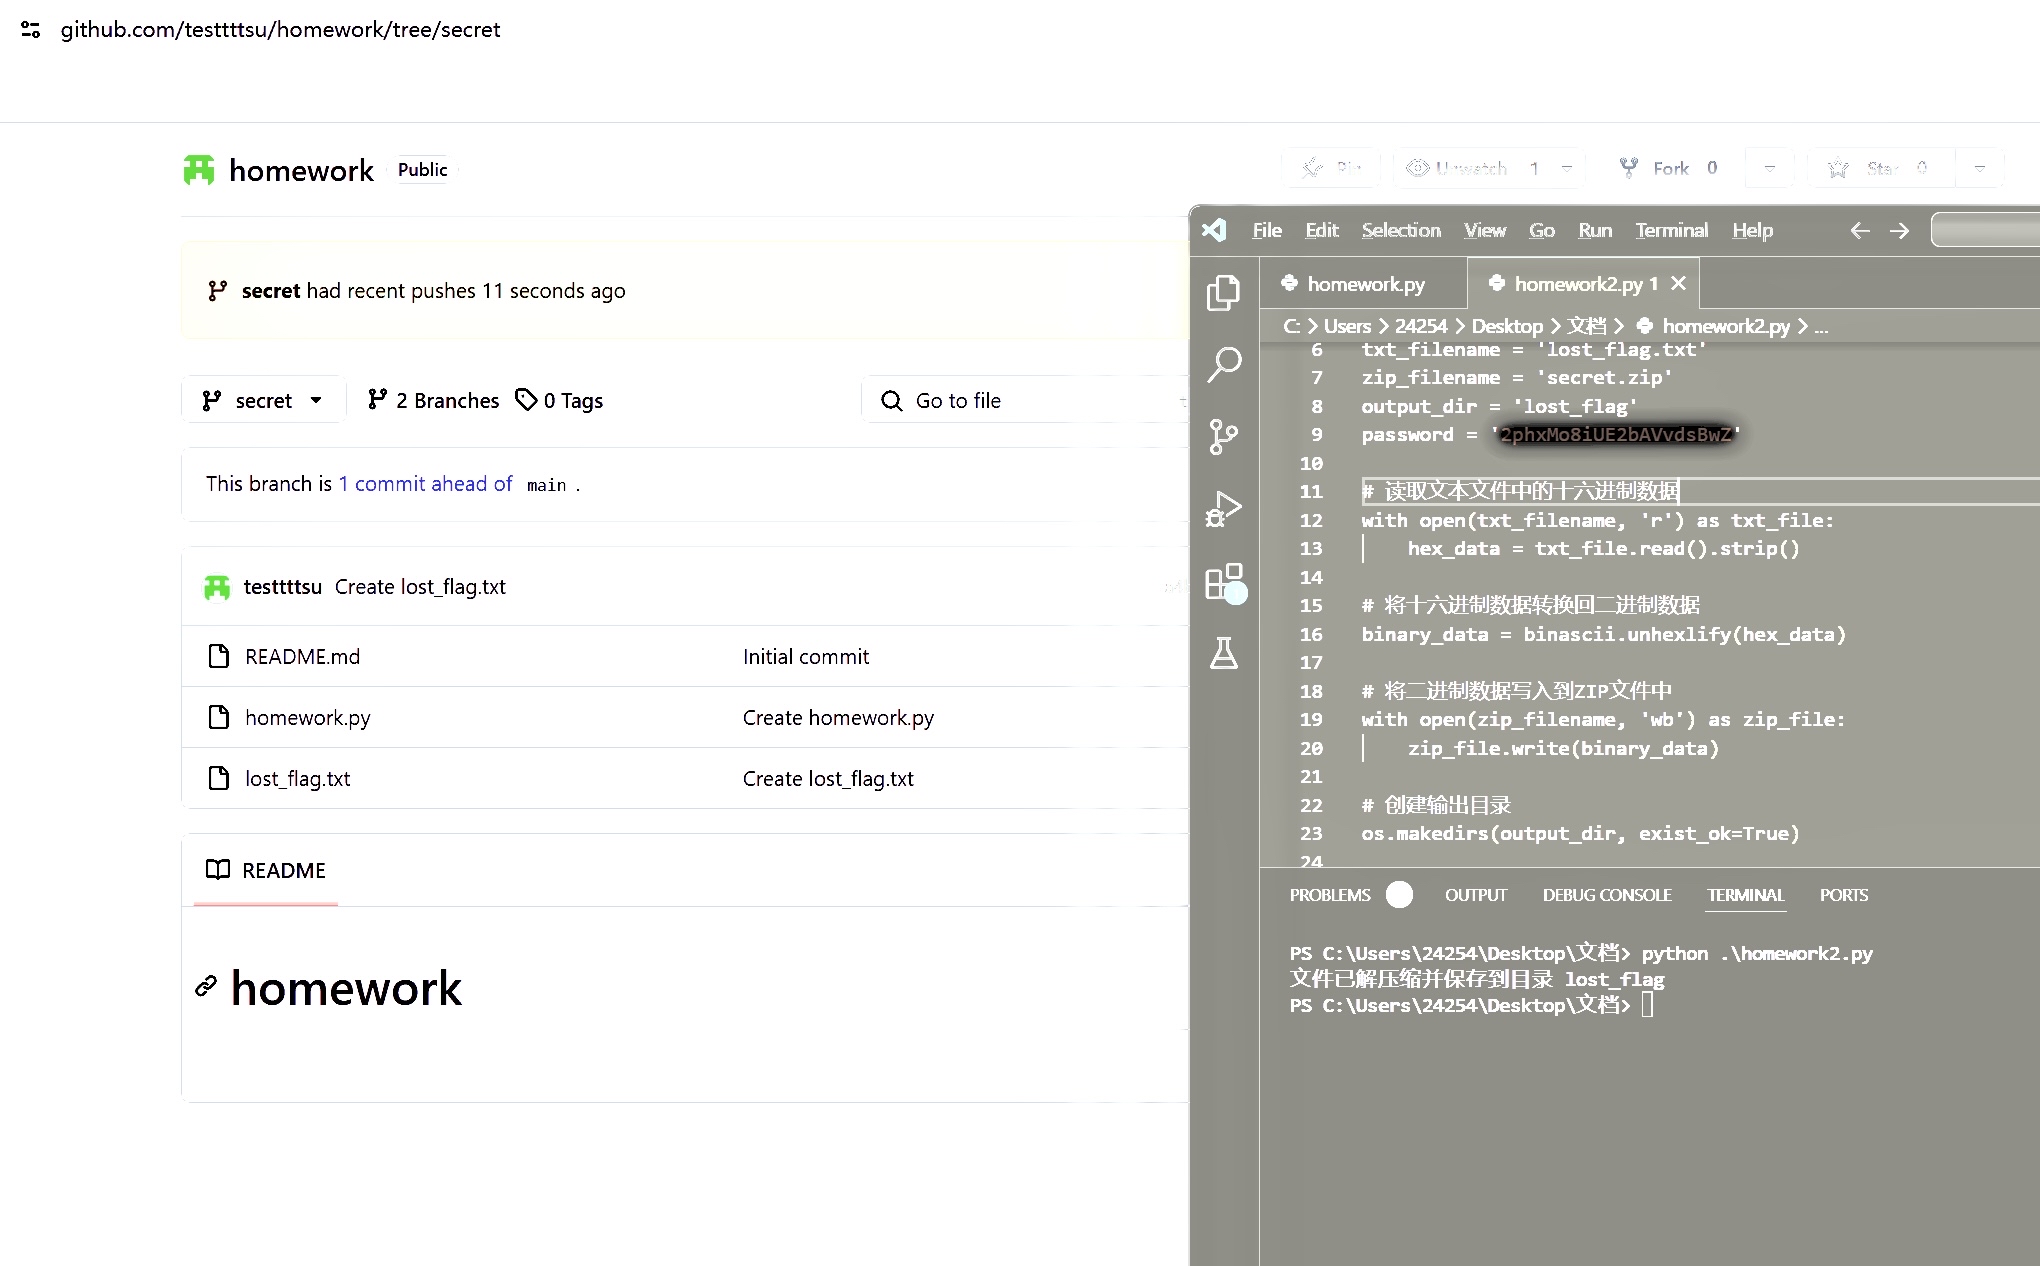 github.com/testtttsu/homework/tree/secret
homework Public
Unwatch 1
Fork 0
Star 0
secret had recent pushes 11 seconds ago
secret
2 Branches
0 Tags
Go to file
This branch is 1 commit ahead of main .
testtttsu Create lost_flag.txt
README.md Initial commit
homework.py Create homework.py
lost_flag.txt Create lost_flag.txt
README
homework
File Edit Selection View Go Run Terminal Help
homework.py
homework2.py 1
C: > Users > 24254 > Desktop > 文档 > homework2.py > ...
6 txt_filename = 'lost_flag.txt'
7 zip_filename = 'secret.zip'
8 output_dir = 'lost_flag'
9 password = '2phxMo8iUE2bAVvdsBwZ'
10
11 # 读取文本文件中的十六进制数据
12 with open(txt_filename, 'r') as txt_file:
13 hex_data = txt_file.read().strip()
14
15 # 将十六进制数据转换回二进制数据
16 binary_data = binascii.unhexlify(hex_data)
17
18 # 将二进制数据写入到ZIP文件中
19 with open(zip_filename, 'wb') as zip_file:
20 zip_file.write(binary_data)
21
22 # 创建输出目录
23 os.makedirs(output_dir, exist_ok=True)
24
PROBLEMS OUTPUT DEBUG CONSOLE TERMINAL PORTS
PS C:\Users\24254\Desktop\文档> python .\homework2.py
文件已解压缩并保存到目录 lost_flag
PS C:\Users\24254\Desktop\文档>